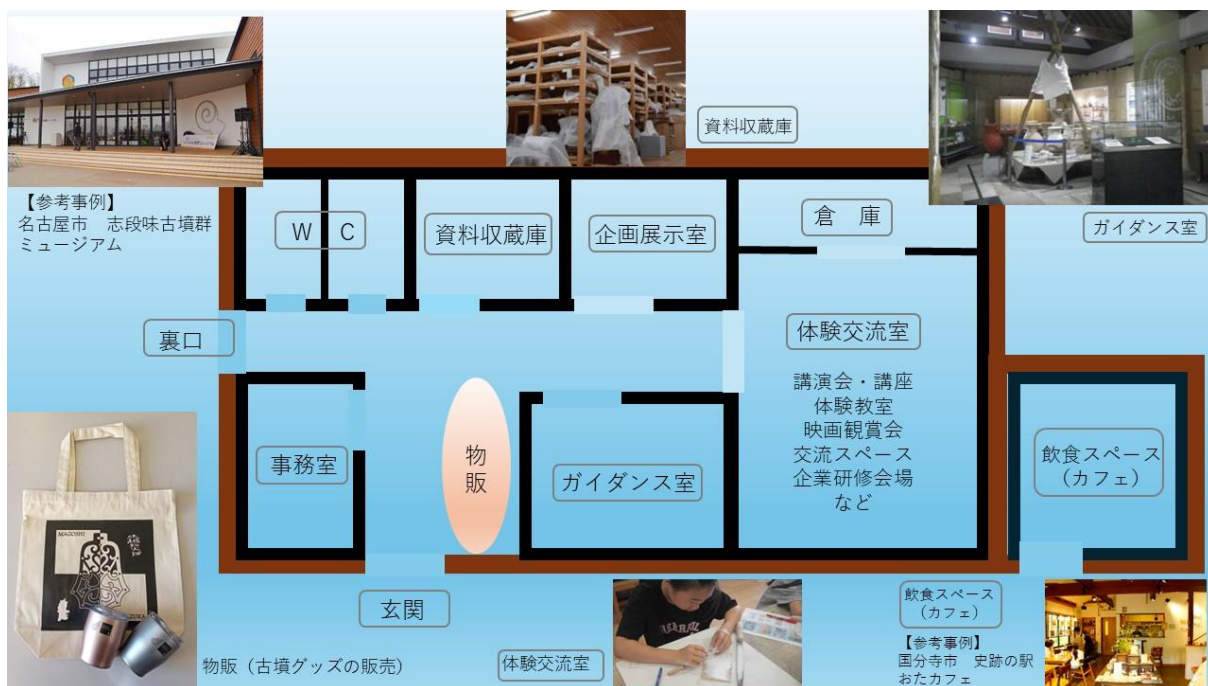 【参考事例】
名古屋市　志段味古墳群
ミュージアム
資料収蔵庫
ガイダンス室
Ｗ　Ｃ
資料収蔵庫
企画展示室
倉　庫
裏口
体験交流室
講演会・講座
体験教室
映画観賞会
交流スペース
企業研修会場
など
事務室
物
販
ガイダンス室
飲食スペース
（カフェ）
MAGOSHI
玄関
物販（古墳グッズの販売）
体験交流室
飲食スペース
（カフェ）
【参考事例】
国分寺市　史跡の駅
おたカフェ